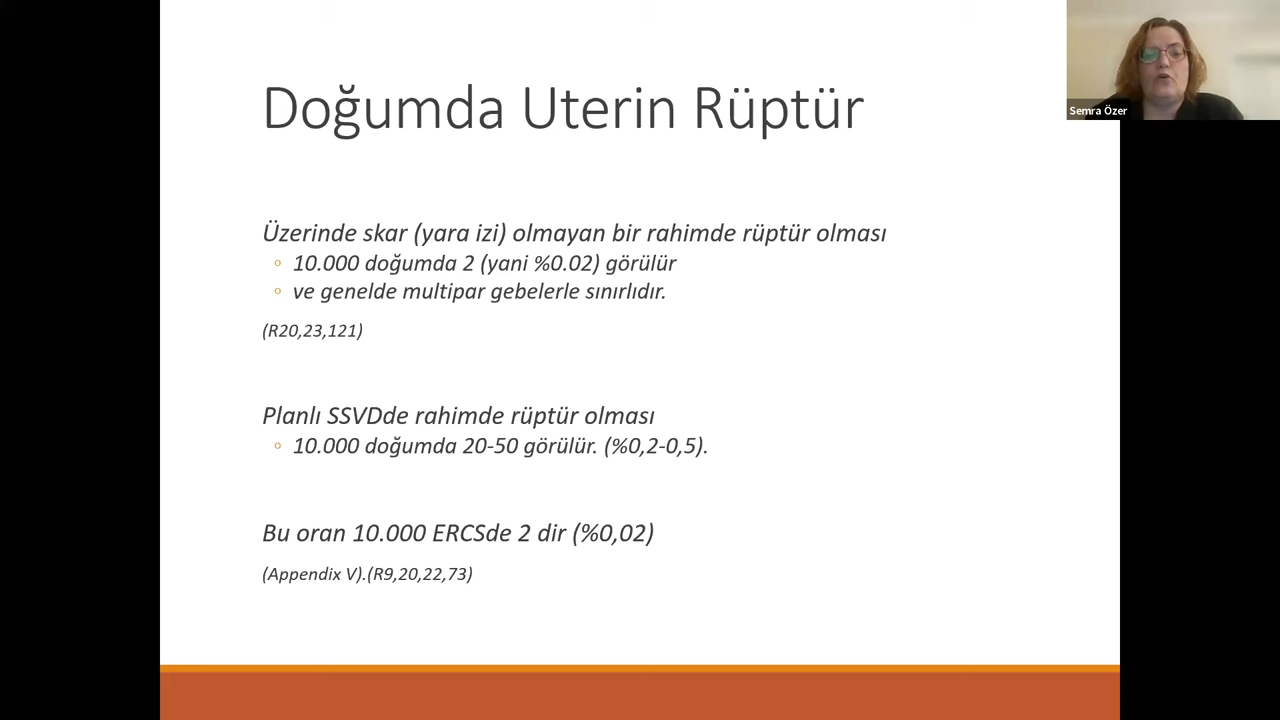 Doğumda Uterin Rüptür
Semra Özer
Üzerinde skar (yara izi) olmayan bir rahimde rüptür olması
◦ 10.000 doğumda 2 (yani %0.02) görülür
◦ ve genelde multipar gebelerle sınırlıdır.
(R20,23,121)
Planlı SSVDde rahimde rüptür olması
◦ 10.000 doğumda 20-50 görülür. (%0,2-0,5).
Bu oran 10.000 ERCSde 2 dir (%0,02)
(Appendix V).(R9,20,22,73)